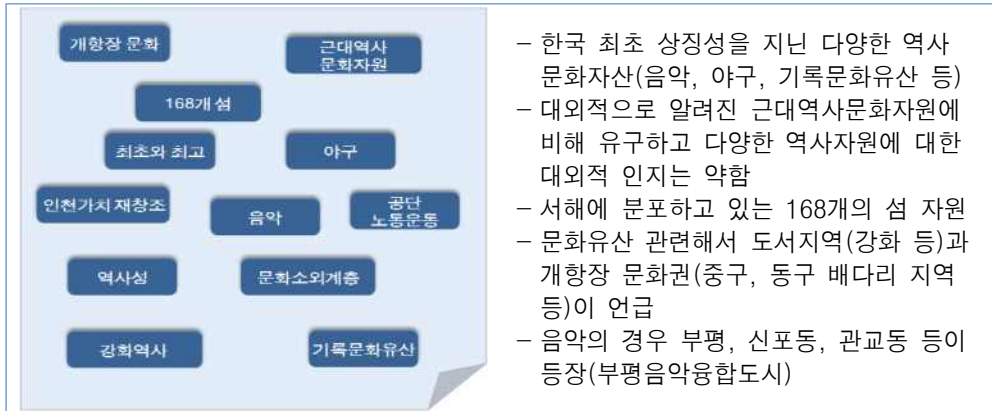 개항장 문화
근대역사
문화자원
168개 섬
최초와 최고
야구
인천가치 재창조
음악
공단
노동운동
역사성
문화소외계층
강화역사
기록문화유산
– 한국 최초 상징성을 지닌 다양한 역사
문화자산(음악, 야구, 기록문화유산 등)
– 대외적으로 알려진 근대역사문화자원에
비해 유구하고 다양한 역사자원에 대한
대외적 인지는 약함
– 서해에 분포하고 있는 168개의 섬 자원
– 문화유산 관련해서 도서지역(강화 등)과
개항장 문화권(중구, 동구 배다리 지역
등)이 언급
– 음악의 경우 부평, 신포동, 관교동 등이
등장(부평음악융합도시)